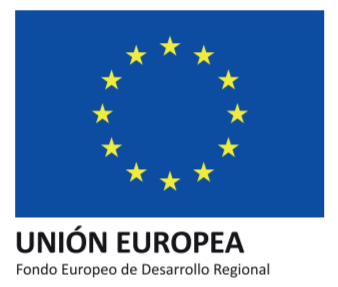 UNIÓN EUROPEA
Fondo Europeo de Desarrollo Regional